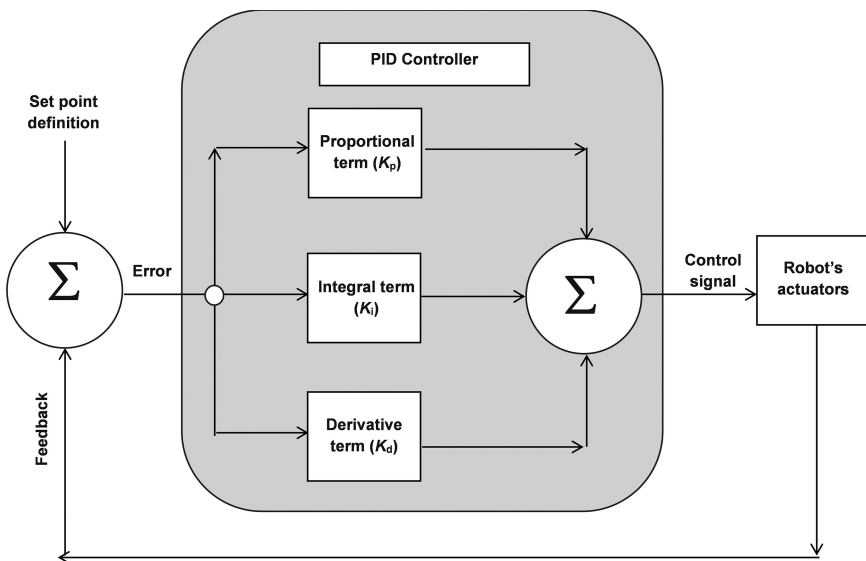 PID Controller
Set point
definition
Proportional
term (Kp)
Σ
Error
Integral term
(Ki)
Σ
Control
signal
Robot's
actuators
Feedback
Derivative
term (Kd)